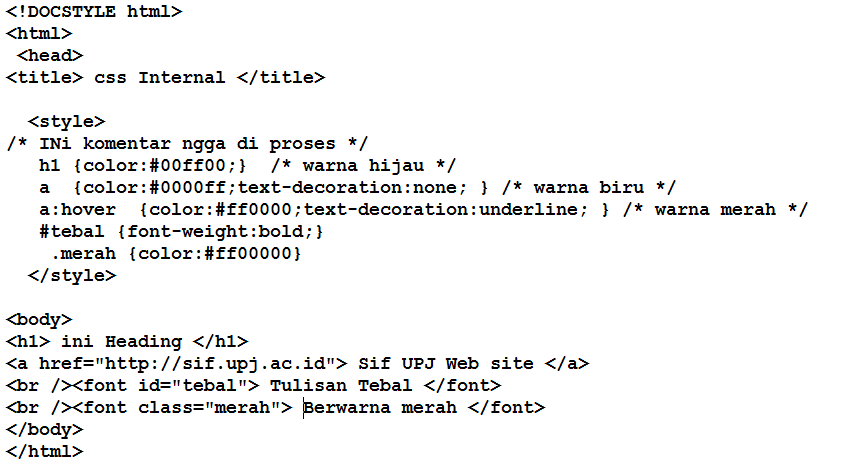 <!DOCSTYLE html>
<html>
 <head>
<title> css Internal </title>

  <style>
/* INi komentar ngga di proses */
   h1 {color:#00ff00;}  /* warna hijau */
   a  {color:#0000ff;text-decoration:none; } /* warna biru */
   a:hover  {color:#ff0000;text-decoration:underline; } /* warna merah */
   #tebal {font-weight:bold;}
    .merah {color:#ff00000}
  </style>

<body>
<h1> ini Heading </h1>
<a href="http://sif.upj.ac.id"> Sif UPJ Web site </a>
<br /><font id="tebal"> Tulisan Tebal </font>
<br /><font class="merah"> Berwarna merah </font>
</body>
</html>